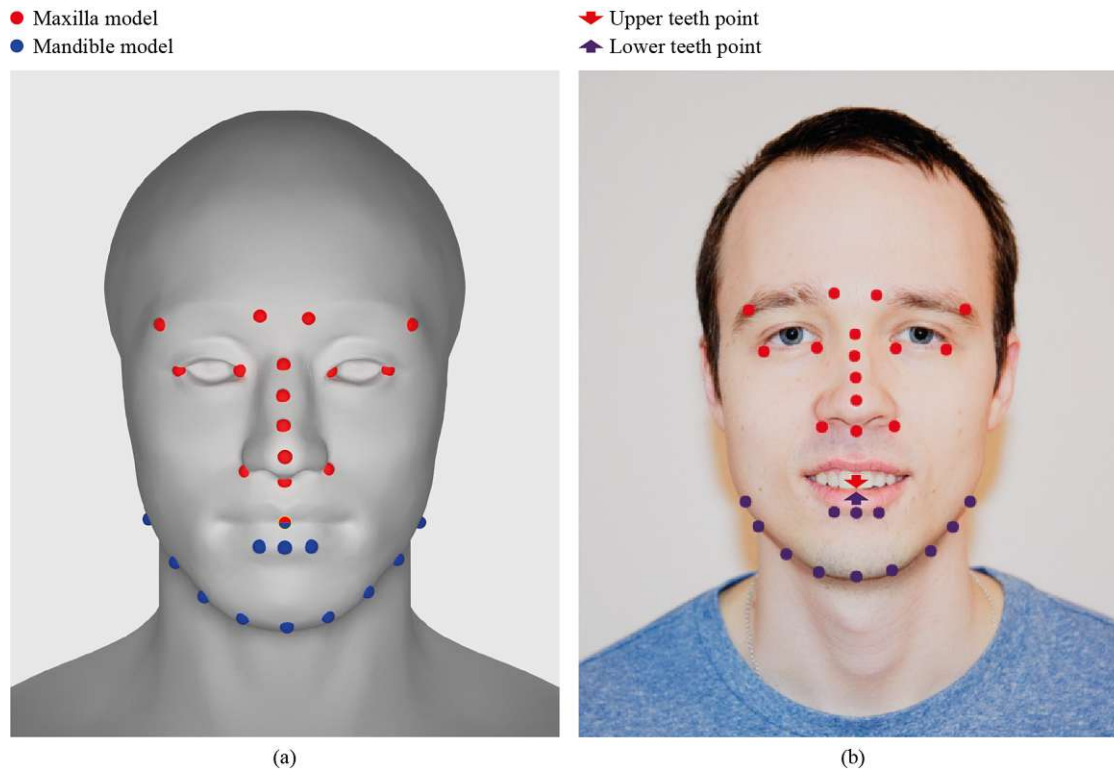 Maxilla model
Mandible model
Upper teeth point
Lower teeth point
(a)
(b)